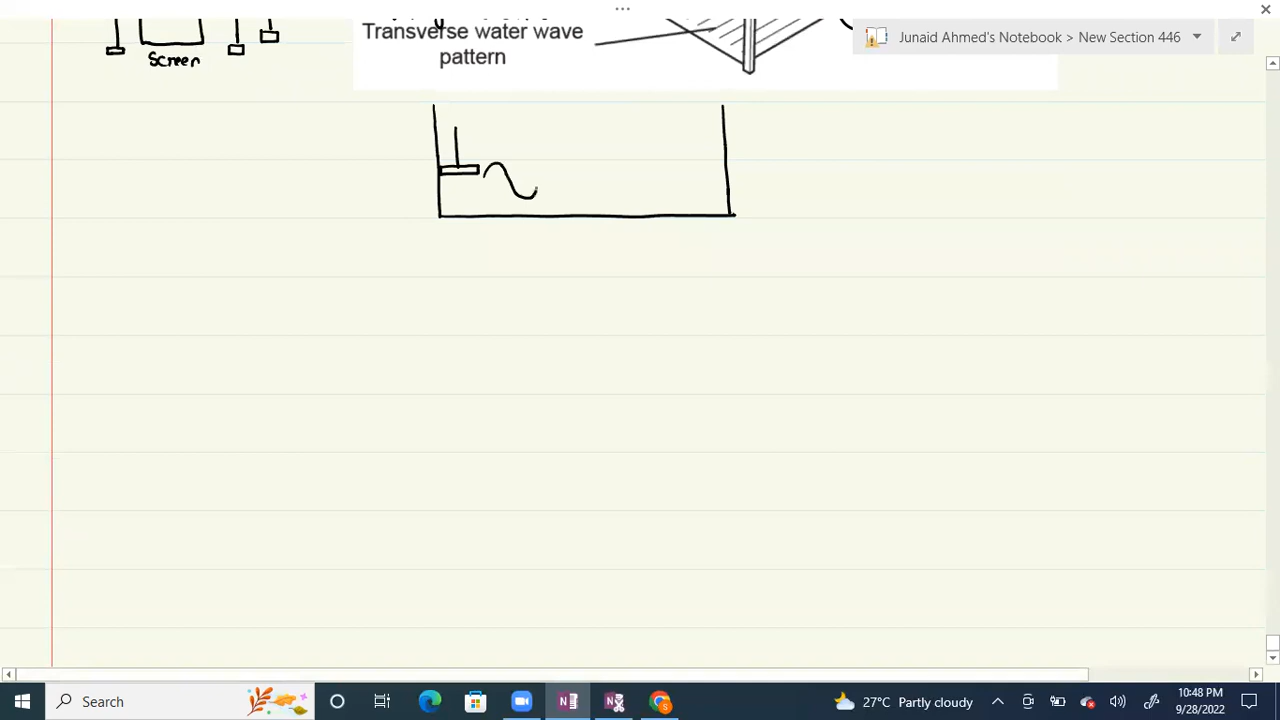 Junaid Ahmed's Notebook > New Section 446
Transverse water wave
pattern
Screen
Search
27°C Partly cloudy
10:48 PM
9/28/2022